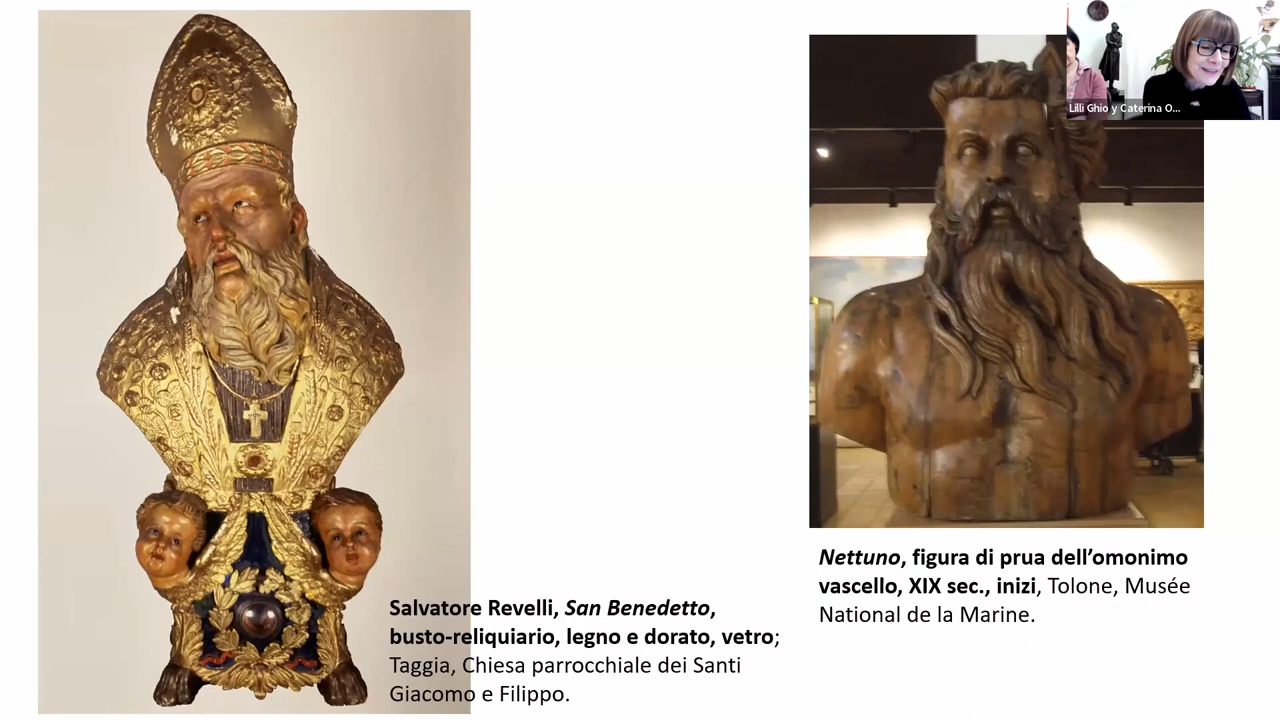 Lilli Ghio y Caterina O...
Salvatore Revelli, San Benedetto,
busto-reliquiario, legno e dorato, vetro;
Taggia, Chiesa parrocchiale dei Santi
Giacomo e Filippo.
Nettuno, figura di prua dell’omonimo
vascello, XIX sec., inizi, Tolone, Musée
National de la Marine.